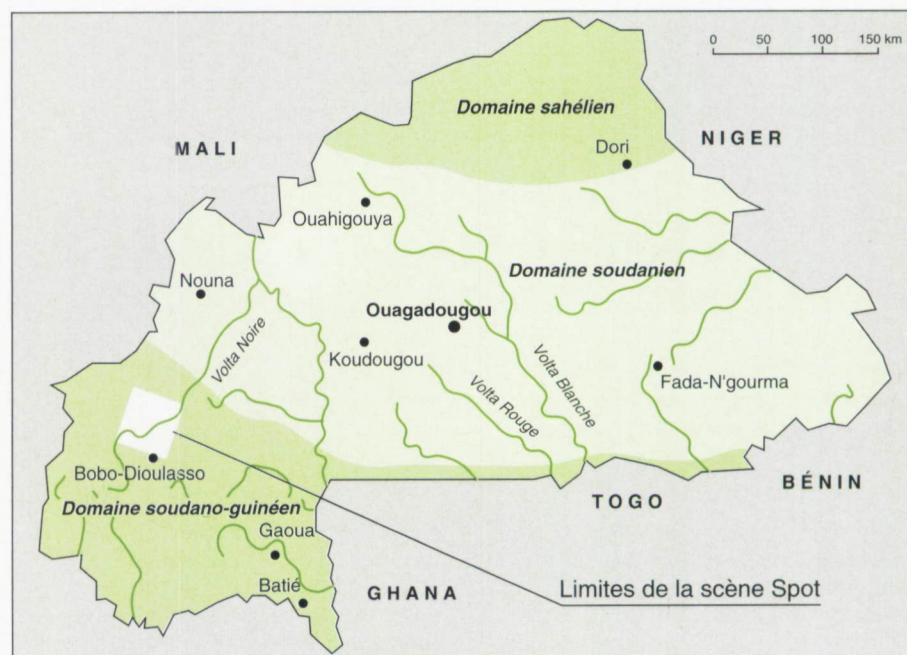 0 50 100 150 km
Domaine sahélien
MALI
NIGER
Dori
Ouahigouya
Domaine soudanien
Nouna
Ouagadougou
Volta Noire
Koudougou
Volta Blanche
Volta Rouge
Fada-N'gourma
Bobo-Dioulasso
BÉNIN
TOGO
Domaine soudano-guinéen
Gaoua
Batié
GHANA
Limites de la scène Spot